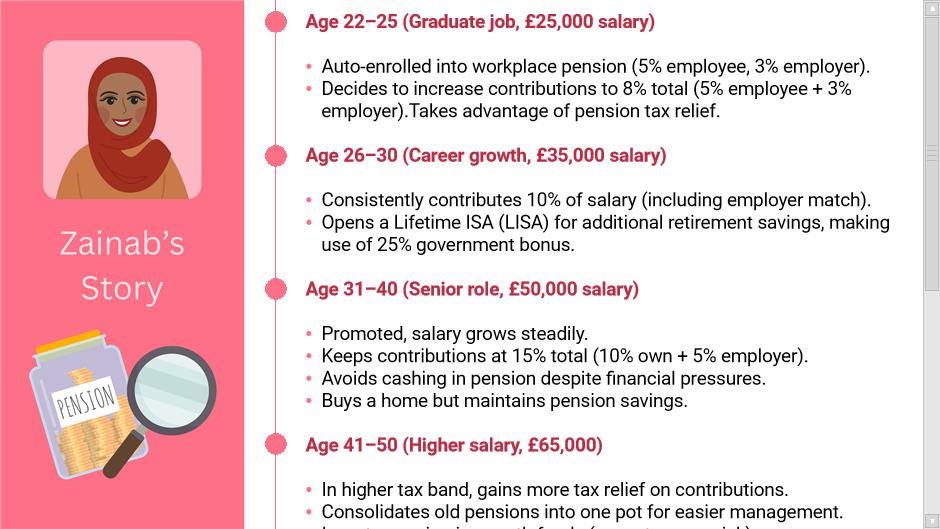 Zainab's
Story
PENSION
Age 22–25 (Graduate job, £25,000 salary)
Auto-enrolled into workplace pension (5% employee, 3% employer).
Decides to increase contributions to 8% total (5% employee + 3%
employer).Takes advantage of pension tax relief.
Age 26–30 (Career growth, £35,000 salary)
Consistently contributes 10% of salary (including employer match).
Opens a Lifetime ISA (LISA) for additional retirement savings, making
use of 25% government bonus.
Age 31–40 (Senior role, £50,000 salary)
Promoted, salary grows steadily.
Keeps contributions at 15% total (10% own + 5% employer).
Avoids cashing in pension despite financial pressures.
Buys a home but maintains pension savings.
Age 41–50 (Higher salary, £65,000)
In higher tax band, gains more tax relief on contributions.
Consolidates old pensions into one pot for easier management.